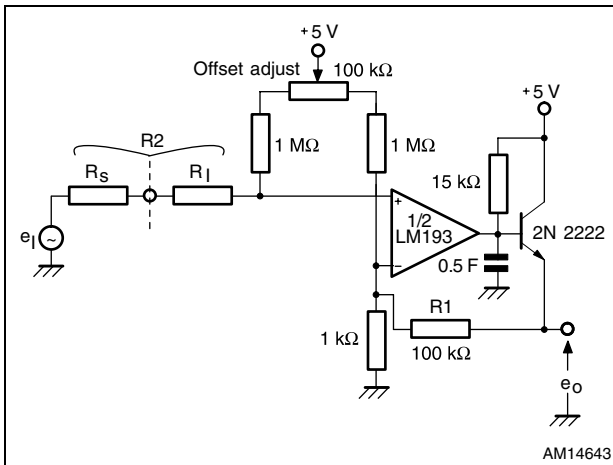 +5 V
Offset adjust
100 kΩ
+5 V
R2
1 MΩ
1 MΩ
Rs
Rl
15 kΩ
+
1/2
LM193
2N 2222
eI
~
−
0.5 F
R1
1 kΩ
100 kΩ
eo
AM14643